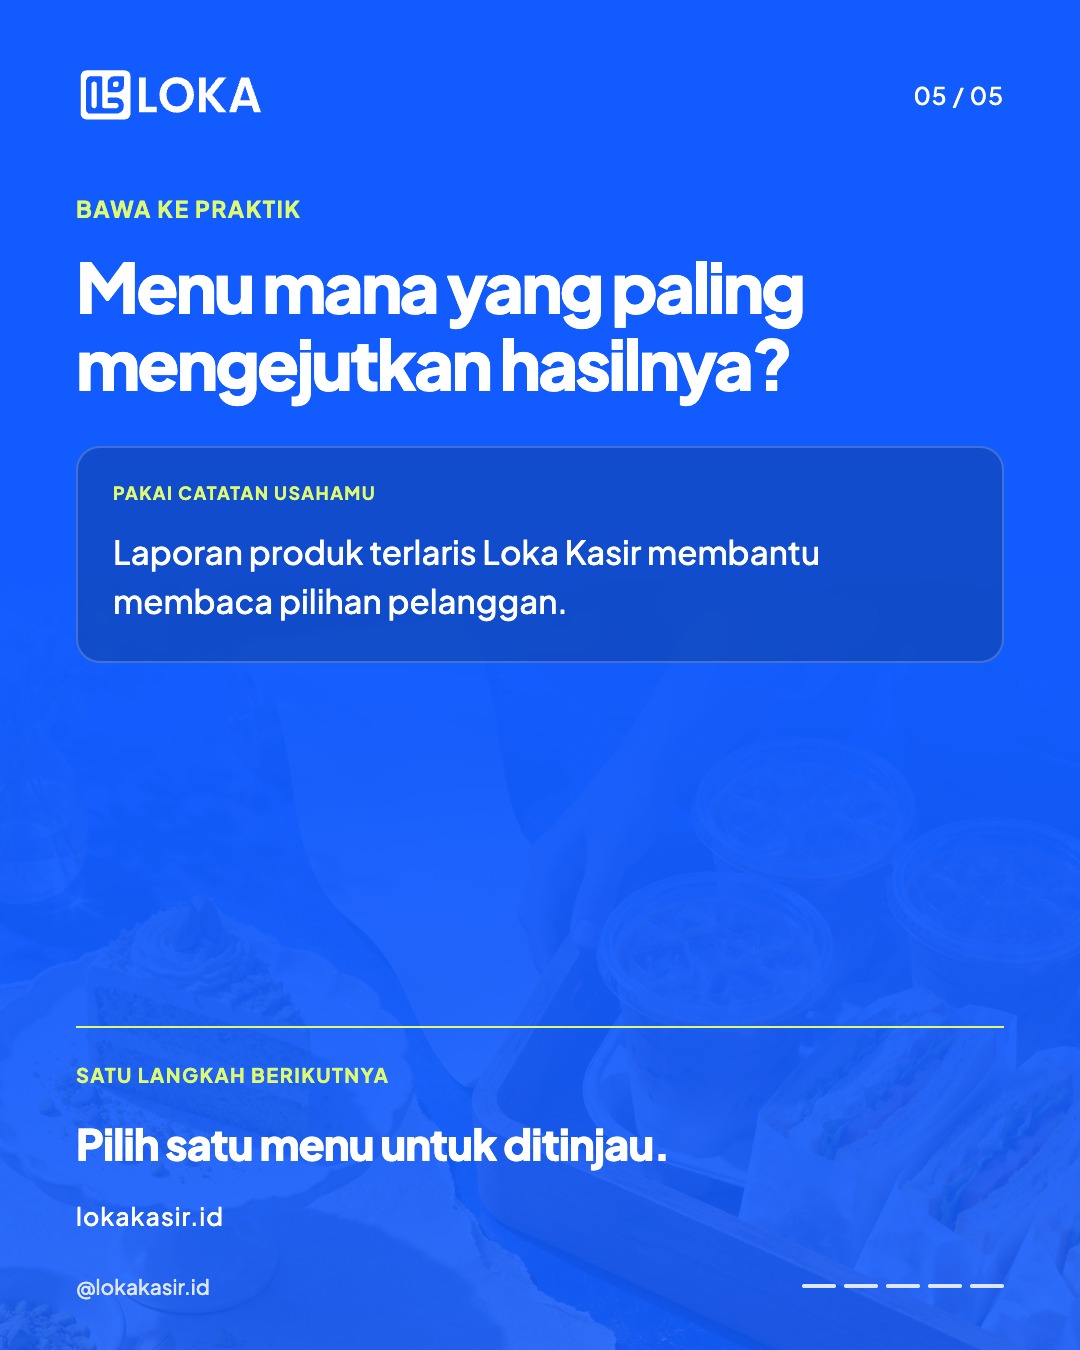 LOKA
05 / 05
BAWA KE PRAKTIK
Menu mana yang paling
mengejutkan hasilnya?
PAKAI CATATAN USAHAMU
Laporan produk terlaris Loka Kasir membantu
membaca pilihan pelanggan.
SATU LANGKAH BERIKUTNYA
Pilih satu menu untuk ditinjau.
lokakasir.id
@lokakasir.id